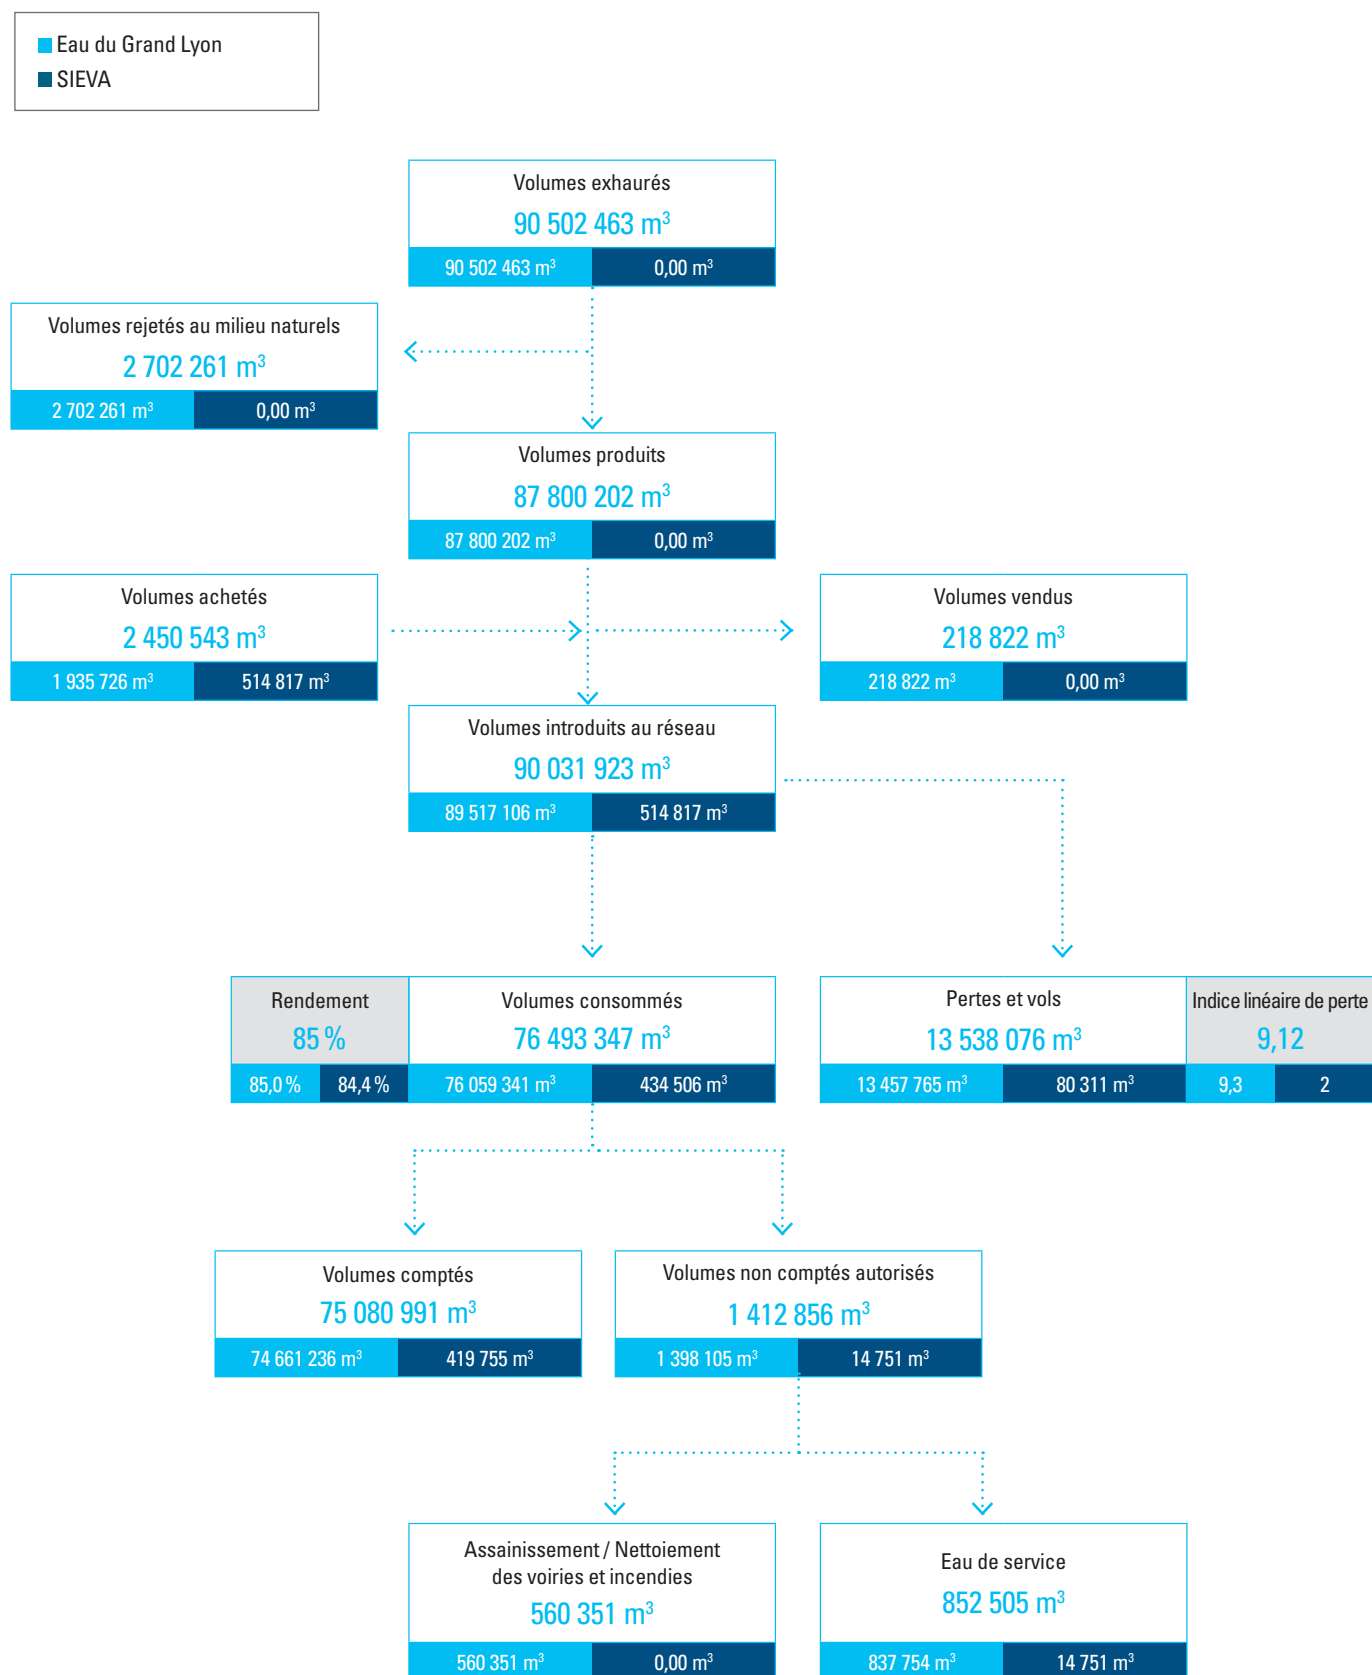 Eau du Grand Lyon
SIEVA
Volumes exhaurés
90 502 463 m³
90 502 463 m³ 0,00 m³
Volumes rejetés au milieu naturels
2 702 261 m³
2 702 261 m³ 0,00 m³
Volumes produits
87 800 202 m³
87 800 202 m³ 0,00 m³
Volumes achetés
2 450 543 m³
1 935 726 m³ 514 817 m³
Volumes vendus
218 822 m³
218 822 m³ 0,00 m³
Volumes introduits au réseau
90 031 923 m³
89 517 106 m³ 514 817 m³
Rendement
85 %
85,0 % 84,4 %
Volumes consommés
76 493 347 m³
76 059 341 m³ 434 506 m³
Pertes et vols
13 538 076 m³
13 457 765 m³ 80 311 m³
Indice linéaire de perte
9,12
9,3 2
Volumes comptés
75 080 991 m³
74 661 236 m³ 419 755 m³
Volumes non comptés autorisés
1 412 856 m³
1 398 105 m³ 14 751 m³
Assainissement / Nettoiement
des voiries et incendies
560 351 m³
560 351 m³ 0,00 m³
Eau de service
852 505 m³
837 754 m³ 14 751 m³